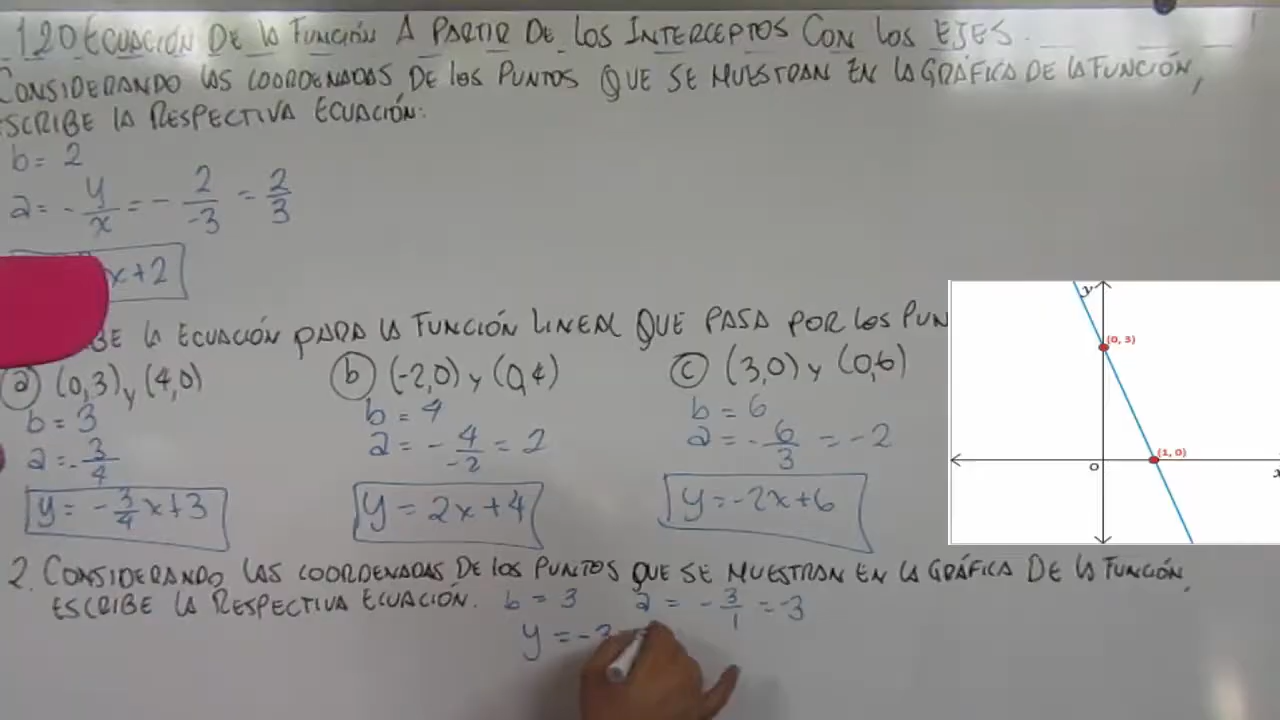 1.20 ECUACIÓN DE LA FUNCIÓN A PARTIR DE LOS INTERCEPTOS CON LOS EJES.
CONSIDERANDO LAS COORDENADAS DE LOS PUNTOS QUE SE MUESTRAN EN LA GRÁFICA DE LA FUNCIÓN,
ESCRIBE LA RESPECTIVA ECUACIÓN:
b = 2
a = - y/x = - 2/-3 = 2/3
x+2
BE LA ECUACIÓN PARA LA FUNCIÓN LINEAL QUE PASA POR LOS PUN
a (0,3) y (4,0)
b = 3
a = - 3/4
y = - 3/4 x+3
b (-2,0) y (0,4)
b = 4
a = - 4/-2 = 2
y = 2x+4
c (3,0) y (0,6)
b = 6
a = - 6/3 = -2
y = -2x+6
y
(0, 3)
(1, 0)
O
x
2. CONSIDERANDO LAS COORDENADAS DE LOS PUNTOS QUE SE MUESTRAN EN LA GRÁFICA DE LA FUNCIÓN,
ESCRIBE LA RESPECTIVA ECUACIÓN. b = 3 a = - 3/1 = -3
y = -3